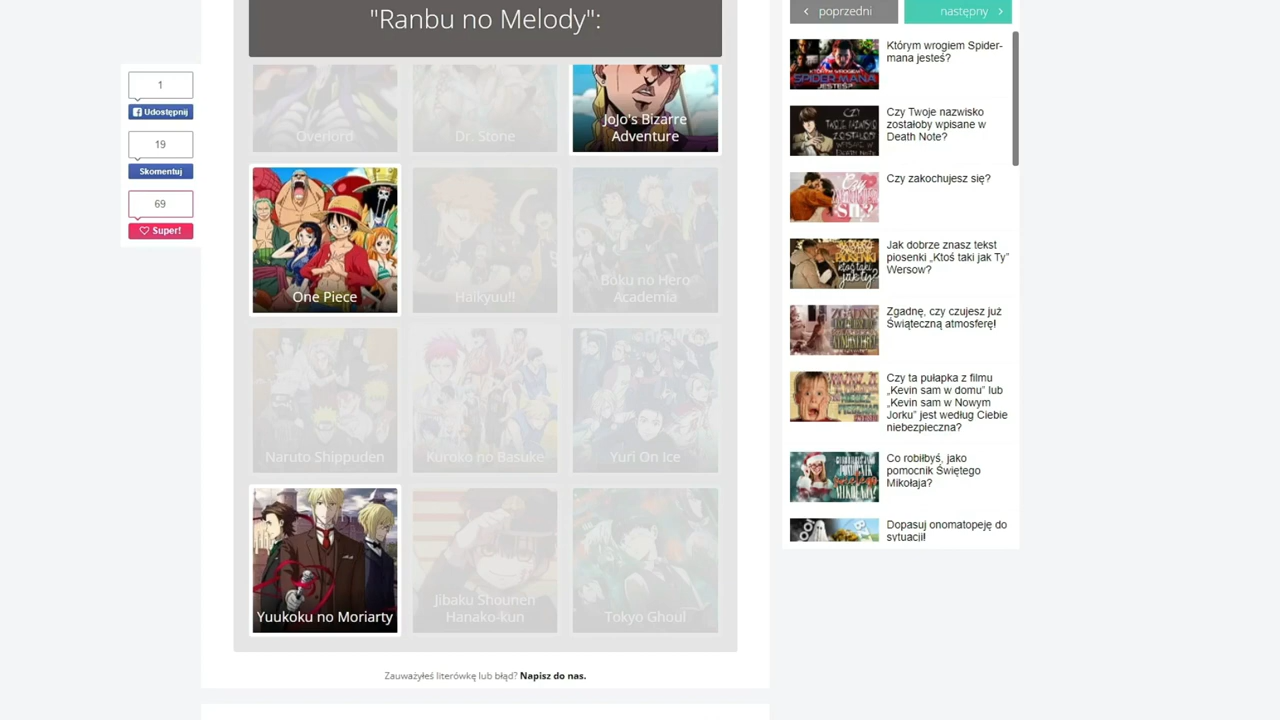 "Ranbu no Melody":
poprzedni
następny
1
Udostępnij
19
Skomentuj
69
Super!
Overlord
Dr. Stone
JoJo's Bizarre
Adventure
One Piece
Haikyuu!!
Boku no Hero
Academia
Naruto Shippuden
Kuroko no Basuke
Yuri On Ice
Yuukoku no Moriarty
Jibaku Shounen
Hanako-kun
Tokyo Ghoul
Zauważyłeś literówkę lub błąd? Napisz do nas.
Którym wrogiem Spider-
mana jesteś?
Czy Twoje nazwisko
zostałoby wpisane w
Death Note?
Czy zakochujesz się?
Jak dobrze znasz tekst
piosenki „Ktoś taki jak Ty”
Wersow?
Zgadnę, czy czujesz już
Świąteczną atmosferę!
Czy ta pułapka z filmu
„Kevin sam w domu” lub
„Kevin sam w Nowym
Jorku” jest według Ciebie
niebezpieczna?
Co robiłbyś, jako
pomocnik Świętego
Mikołaja?
Dopasuj onomatopeję do
sytuacji!